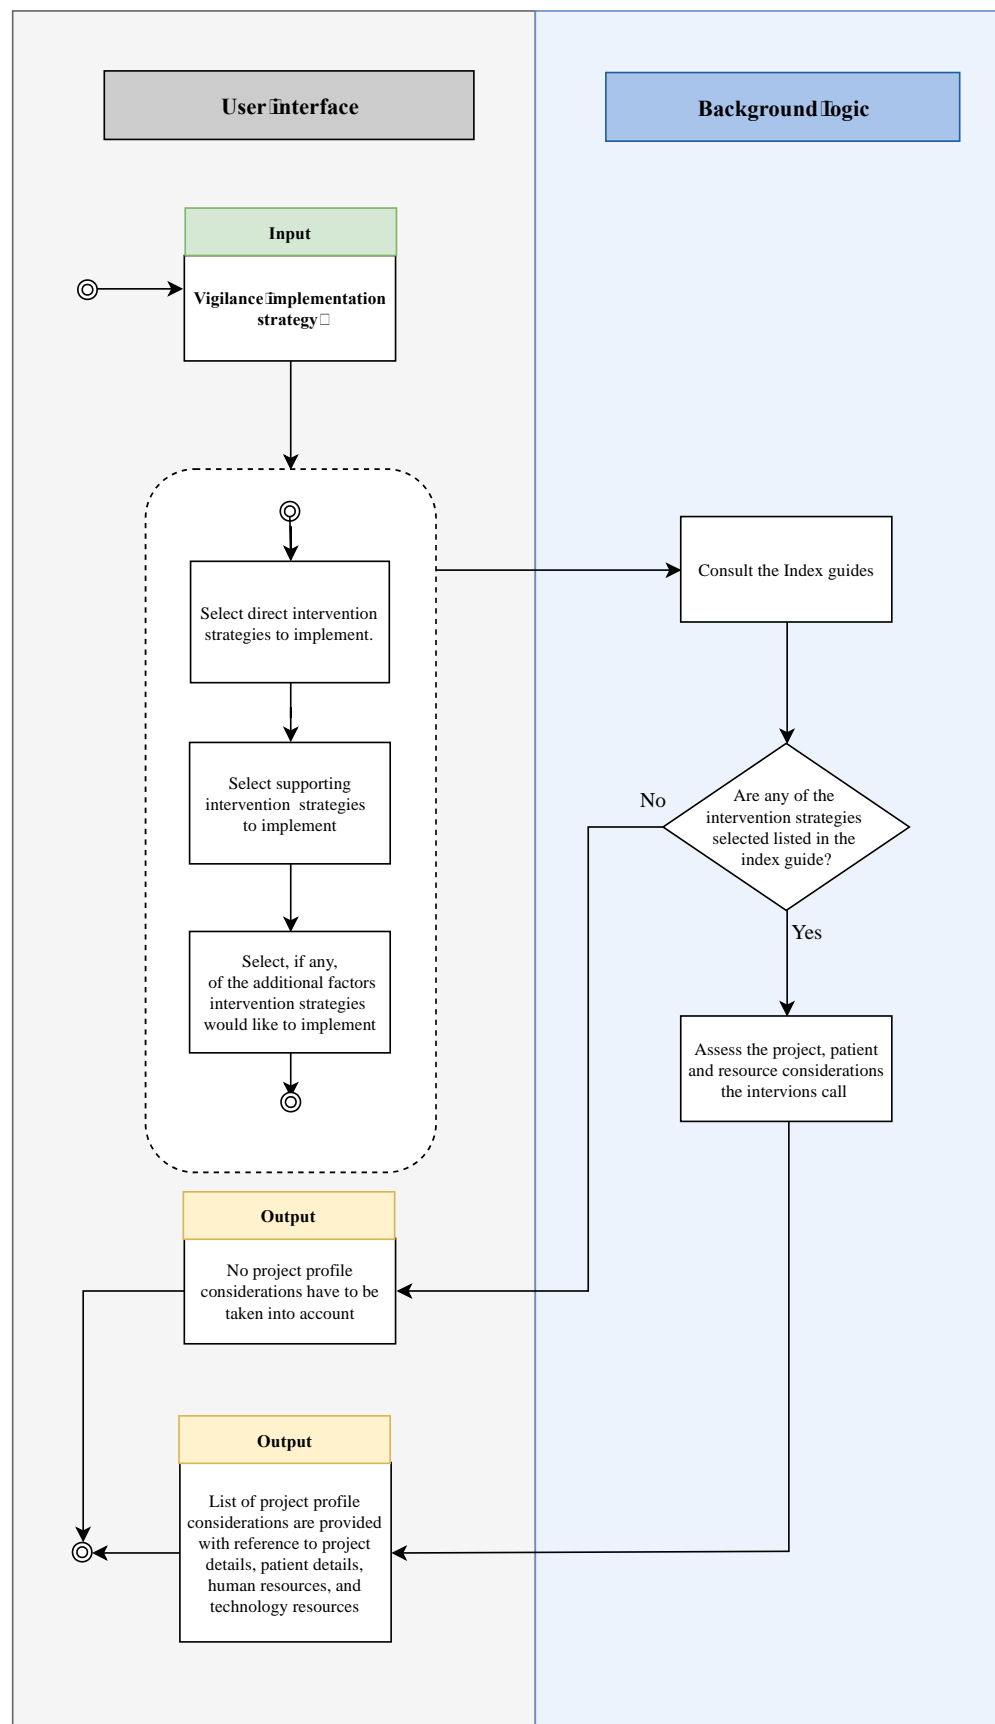 User interface
Background logic
Input
Vigilance implementation
strategy
Select direct intervention
strategies to implement.
Select supporting
intervention strategies
to implement
Select, if any,
of the additional factors
intervention strategies
would like to implement
Consult the Index guides
Are any of the
intervention strategies
selected listed in the
index guide?
No
Yes
Assess the project, patient
and resource considerations
the intervions call
Output
No project profile
considerations have to be
taken into account
Output
List of project profile
considerations are provided
with reference to project
details, patient details,
human resources, and
technology resources